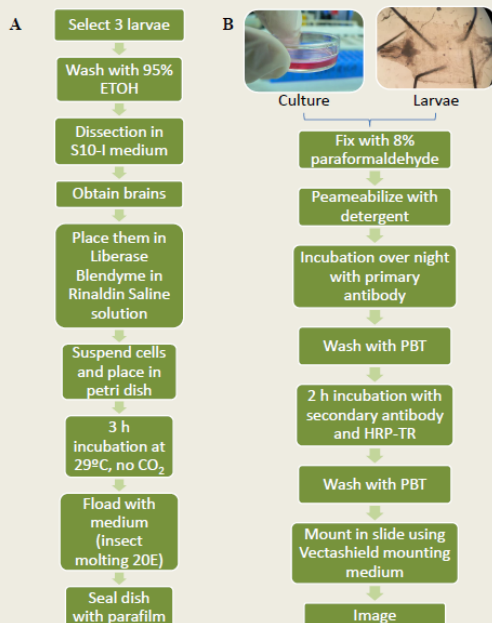 A
Select 3 larvae
Wash with 95%
ETOH
Dissection in
S10-I medium
Obtain brains
Place them in
Liberase
Blendyme in
Rinaldin Saline
solution
Suspend cells
and place in
petri dish
3 h
incubation at
29ºC, no CO₂
Fload with
medium
(insect
molting 20E)
Seal dish
with parafilm
B
Culture
Larvae
Fix with 8%
paraformaldehyde
Peameabilize with
detergent
Incubation over night
with primary
antibody
Wash with PBT
2 h incubation with
secondary antibody
and HRP-TR
Wash with PBT
Mount in slide using
Vectashield mounting
medium
Image